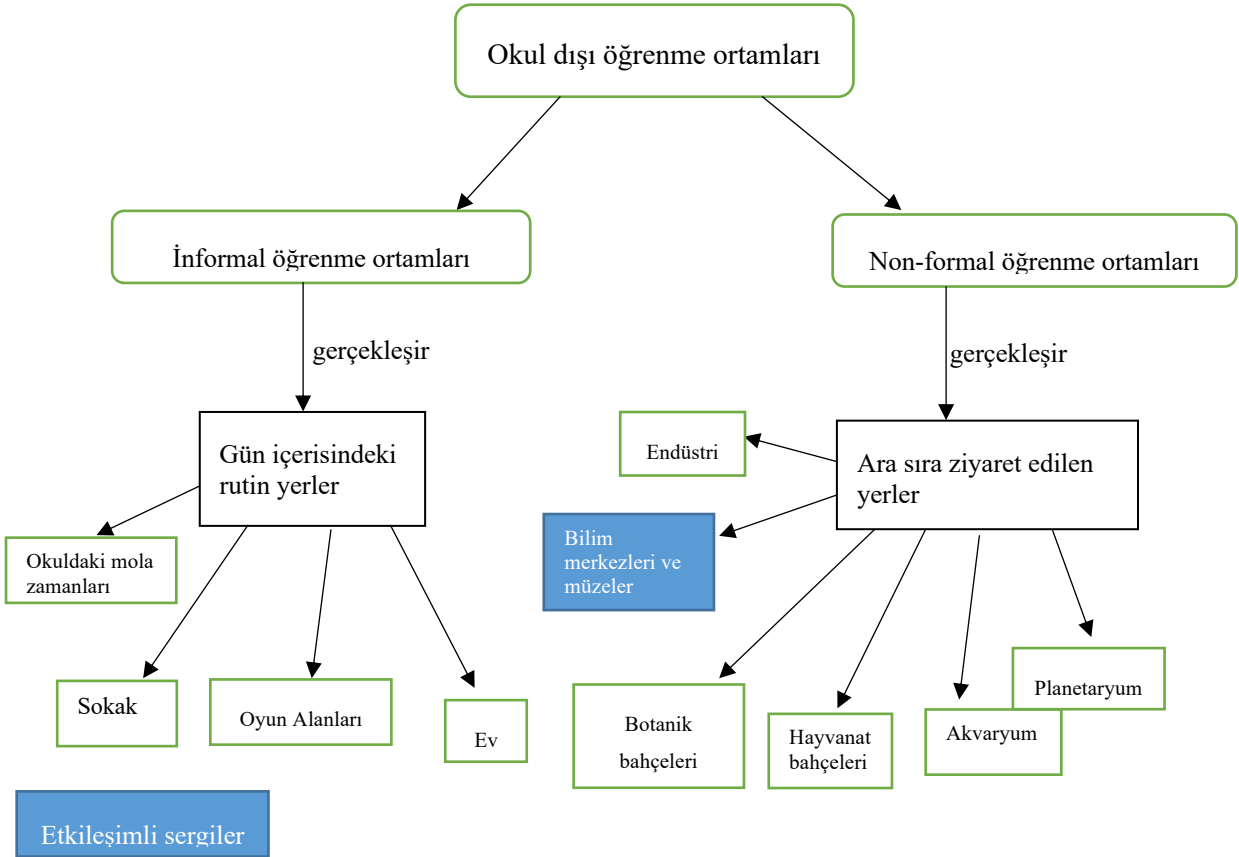 Okul dışı öğrenme ortamları
İnformal öğrenme ortamları
Non-formal öğrenme ortamları
gerçekleşir
gerçekleşir
Gün içerisindeki
rutin yerler
Endüstri
Ara sıra ziyaret edilen
yerler
Okuldaki mola
zamanları
Bilim
merkezleri ve
müzeler
Sokak
Oyun Alanları
Ev
Botanik
bahçeleri
Hayvanat
bahçeleri
Akvaryum
Planetaryum
Etkileşimli sergiler